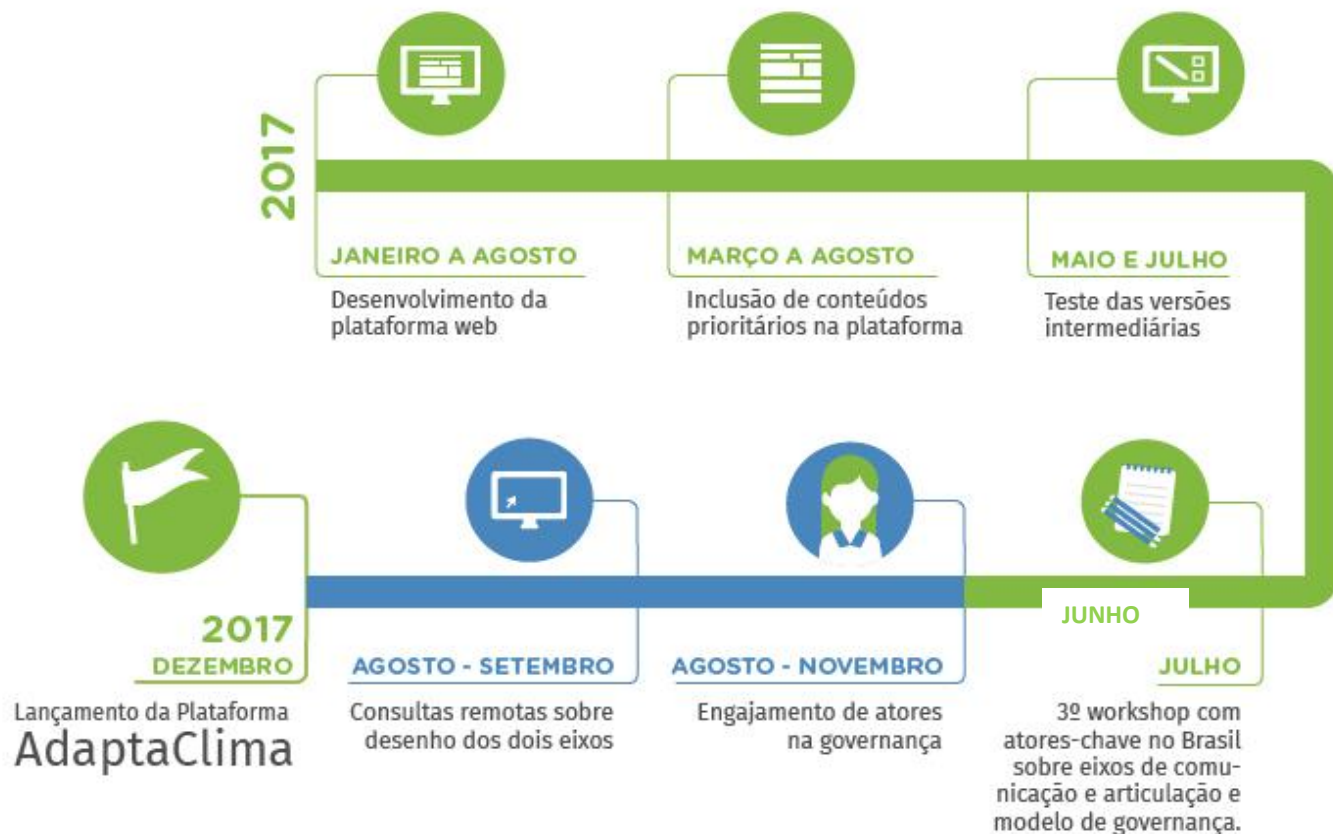 2017
JANEIRO A AGOSTO
Desenvolvimento da
plataforma web
MARÇO A AGOSTO
Inclusão de conteúdos
prioritários na plataforma
MAIO E JULHO
Teste das versões
intermediárias
JUNHO
JULHO
3º workshop com
atores-chave no Brasil
sobre eixos de comu-
nicação e articulação e
modelo de governança.
AGOSTO - NOVEMBRO
Engajamento de atores
na governança
AGOSTO - SETEMBRO
Consultas remotas sobre
desenho dos dois eixos
2017
DEZEMBRO
Lançamento da Plataforma
AdaptaClima